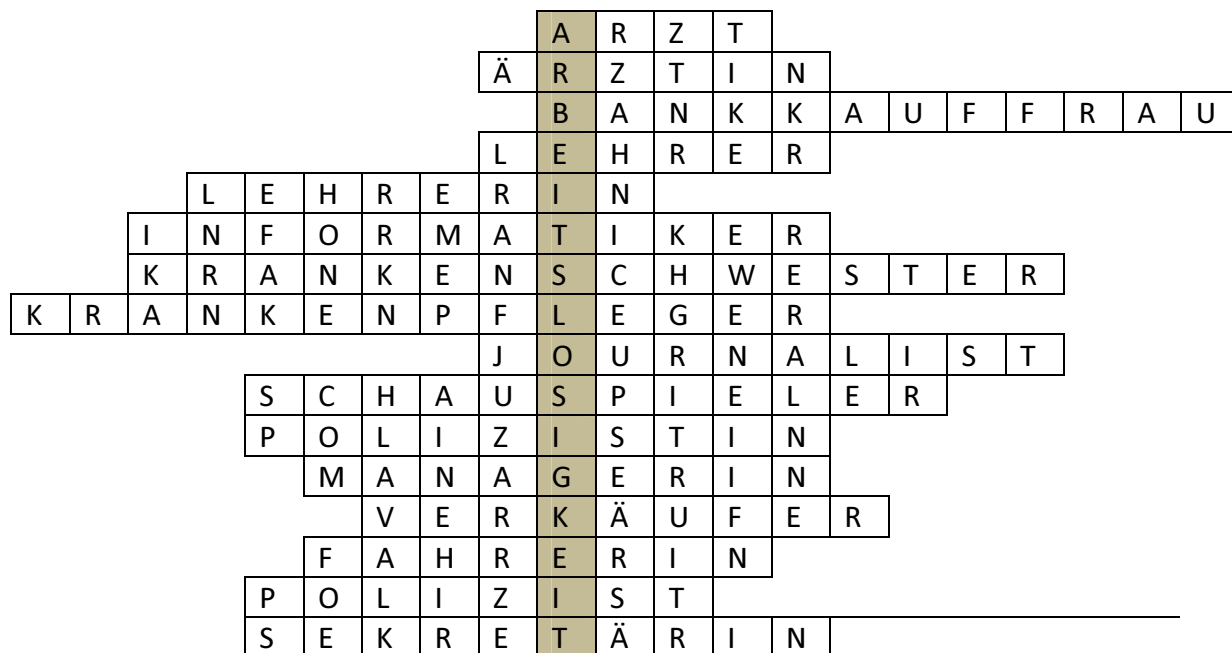 ARZT
ÄRZTIN
BANKKAUFFRAU
LEHRER
LEHRERIN
INFORMATIKER
KRANKENSCHWESTER
KRANKENPFLEGER
JOURNALIST
SCHAUSPIELER
POLIZISTIN
MANAGERIN
VERKÄUFER
FAHRERIN
POLIZIST
SEKRETÄRIN